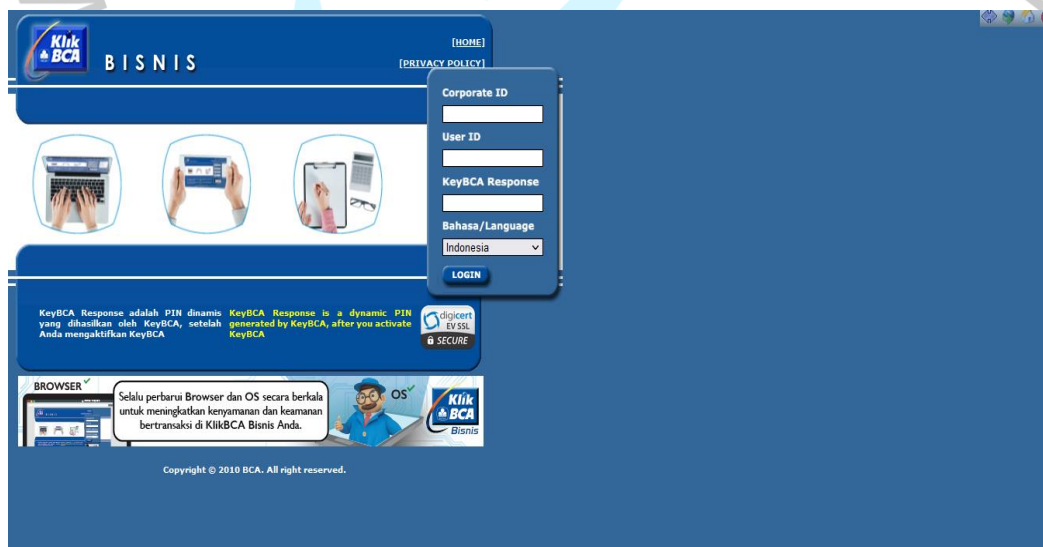 Klik
BCA
BISNIS
[HOME]
[PRIVACY POLICY]
Corporate ID
User ID
KeyBCA Response
Bahasa/Language
Indonesia
LOGIN
KeyBCA Response adalah PIN dinamis
yang dihasilkan oleh KeyBCA, setelah
Anda mengaktifkan KeyBCA
KeyBCA Response is a dynamic PIN
generated by KeyBCA, after you activate
KeyBCA
digicert
EV SSL
SECURE
BROWSER
Selalu perbarui Browser dan OS secara berkala
untuk meningkatkan kenyamanan dan keamanan
bertransaksi di KlikBCA Bisnis Anda.
OS
Klik
BCA
Bisnis
Copyright © 2010 BCA. All right reserved.